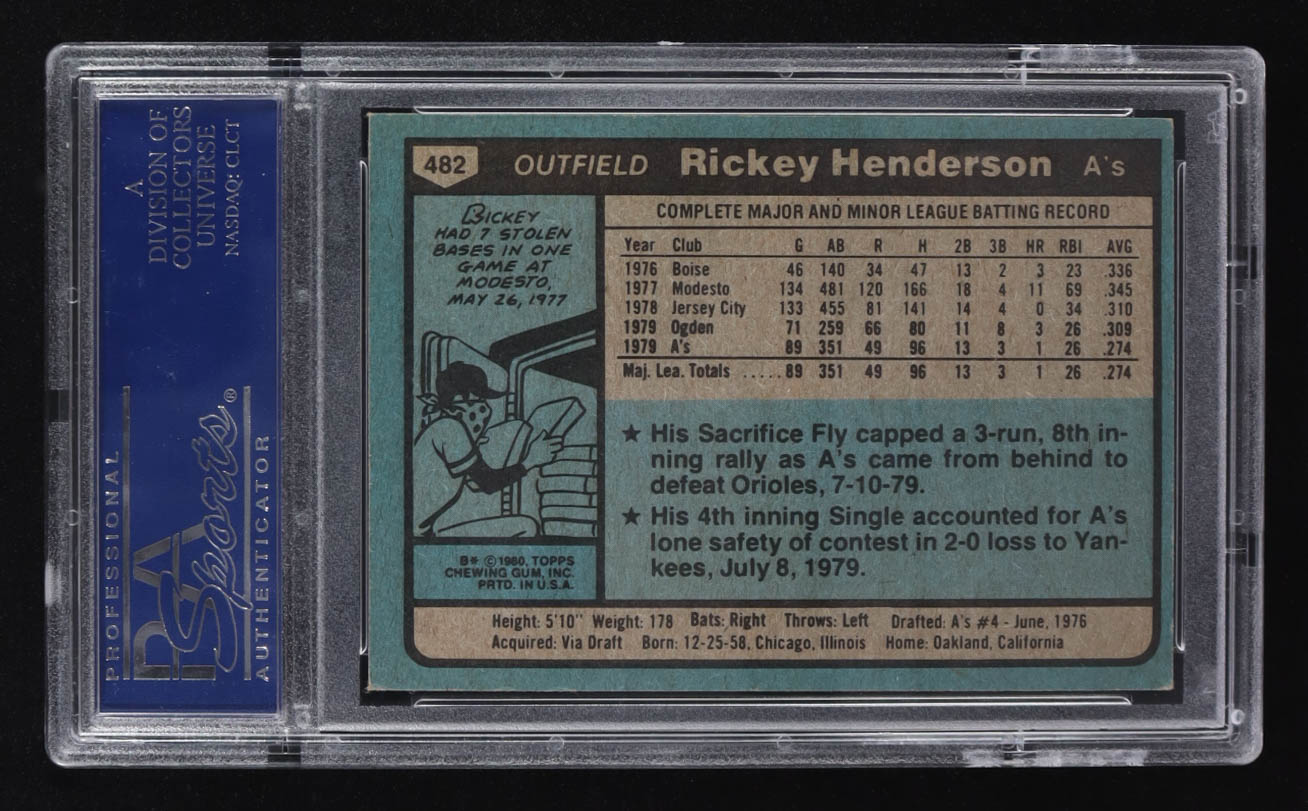 A
DIVISION OF
COLLECTORS
UNIVERSE
NASDAQ: CLCT
PROFESSIONAL
PSA
Sports®
AUTHENTICATOR
482 OUTFIELD Rickey Henderson A's
RICKEY
HAD 7 STOLEN
BASES IN ONE
GAME AT
MODESTO,
MAY 26, 1977
B* © 1980, TOPPS
CHEWING GUM, INC.
PRTD. IN U.S.A.
COMPLETE MAJOR AND MINOR LEAGUE BATTING RECORD
Year Club G AB R H 2B 3B HR RBI AVG
1976 Boise 46 140 34 47 13 2 3 23 .336
1977 Modesto 134 481 120 166 18 4 11 69 .345
1978 Jersey City 133 455 81 141 14 4 0 34 .310
1979 Ogden 71 259 66 80 11 8 3 26 .309
1979 A's 89 351 49 96 13 3 1 26 .274
Maj. Lea. Totals .....89 351 49 96 13 3 1 26 .274
★ His Sacrifice Fly capped a 3-run, 8th in-
ning rally as A's came from behind to
defeat Orioles, 7-10-79.
★ His 4th inning Single accounted for A's
lone safety of contest in 2-0 loss to Yan-
kees, July 8, 1979.
Height: 5'10" Weight: 178 Bats: Right Throws: Left Drafted: A's #4 - June, 1976
Acquired: Via Draft Born: 12-25-58, Chicago, Illinois Home: Oakland, California